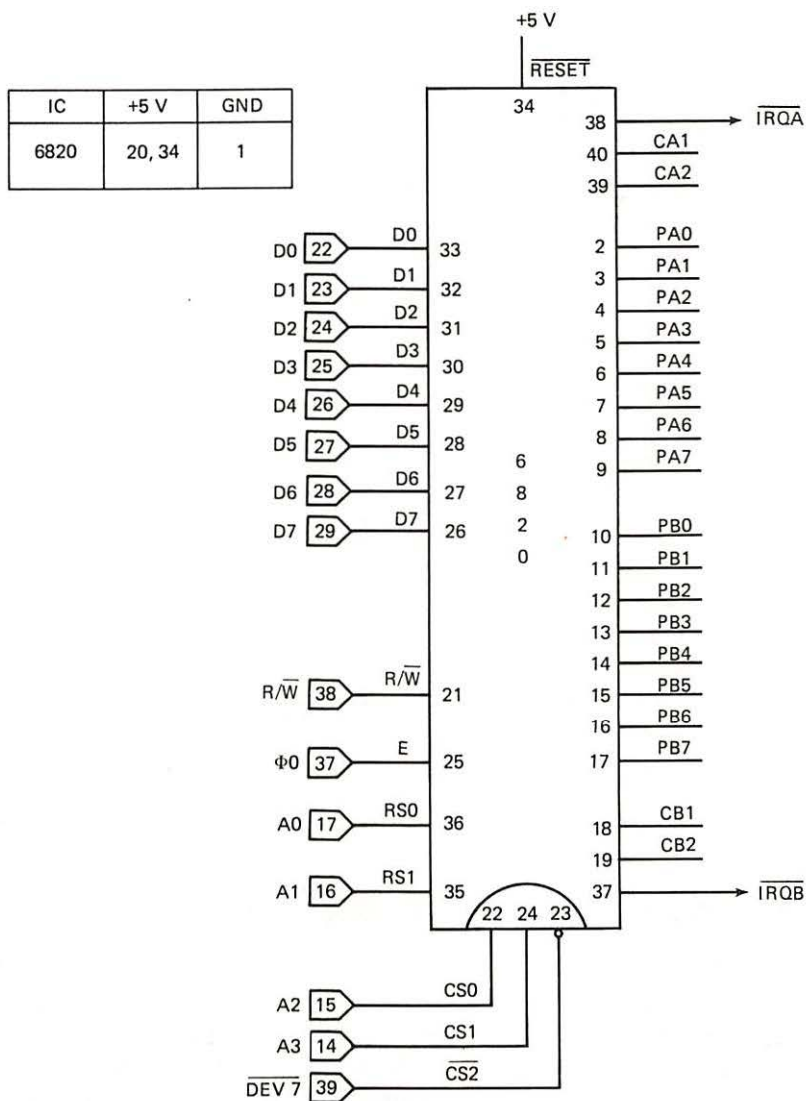 +5 V
RESET
IC +5 V GND
6820 20, 34 1
34
38 IRQA
40 CA1
39 CA2
D0 22 D0 33
D1 23 D1 32
D2 24 D2 31
D3 25 D3 30
D4 26 D4 29
D5 27 D5 28
D6 28 D6 27
D7 29 D7 26
2 PA0
3 PA1
4 PA2
5 PA3
6 PA4
7 PA5
8 PA6
9 PA7
6
8
2
0
10 PB0
11 PB1
12 PB2
13 PB3
14 PB4
15 PB5
16 PB6
17 PB7
R/W 38 R/W 21
Φ0 37 E 25
A0 17 RS0 36
A1 16 RS1 35
18 CB1
19 CB2
37 IRQB
22 24 23
A2 15 CS0
A3 14 CS1
DEV 7 39 CS2